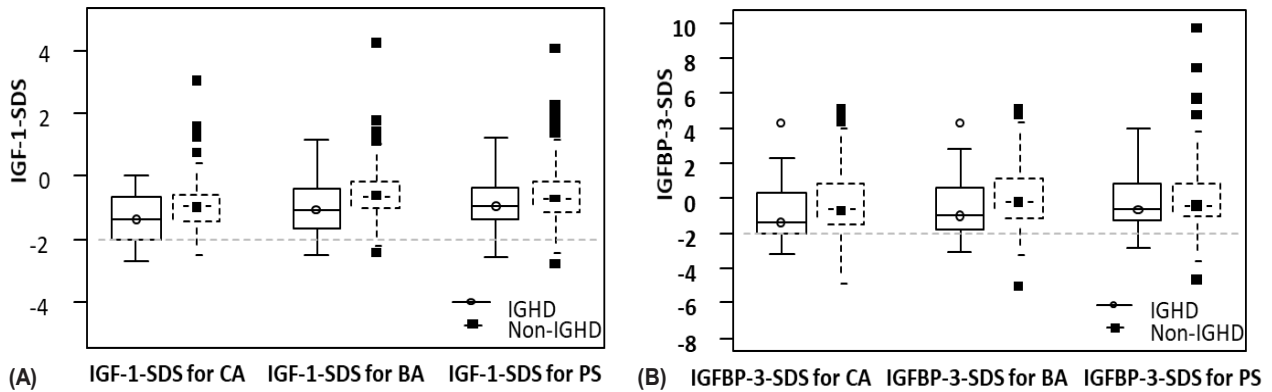 IGF-1-SDS
4
2
0
-2
-4
IGHD
Non-IGHD
(A)
IGF-1-SDS for CA
IGF-1-SDS for BA
IGF-1-SDS for PS
IGFBP-3-SDS
10
8
6
4
2
0
-2
-4
-6
-8
IGHD
Non-IGHD
(B)
IGFBP-3-SDS for CA
IGFBP-3-SDS for BA
IGFBP-3-SDS for PS